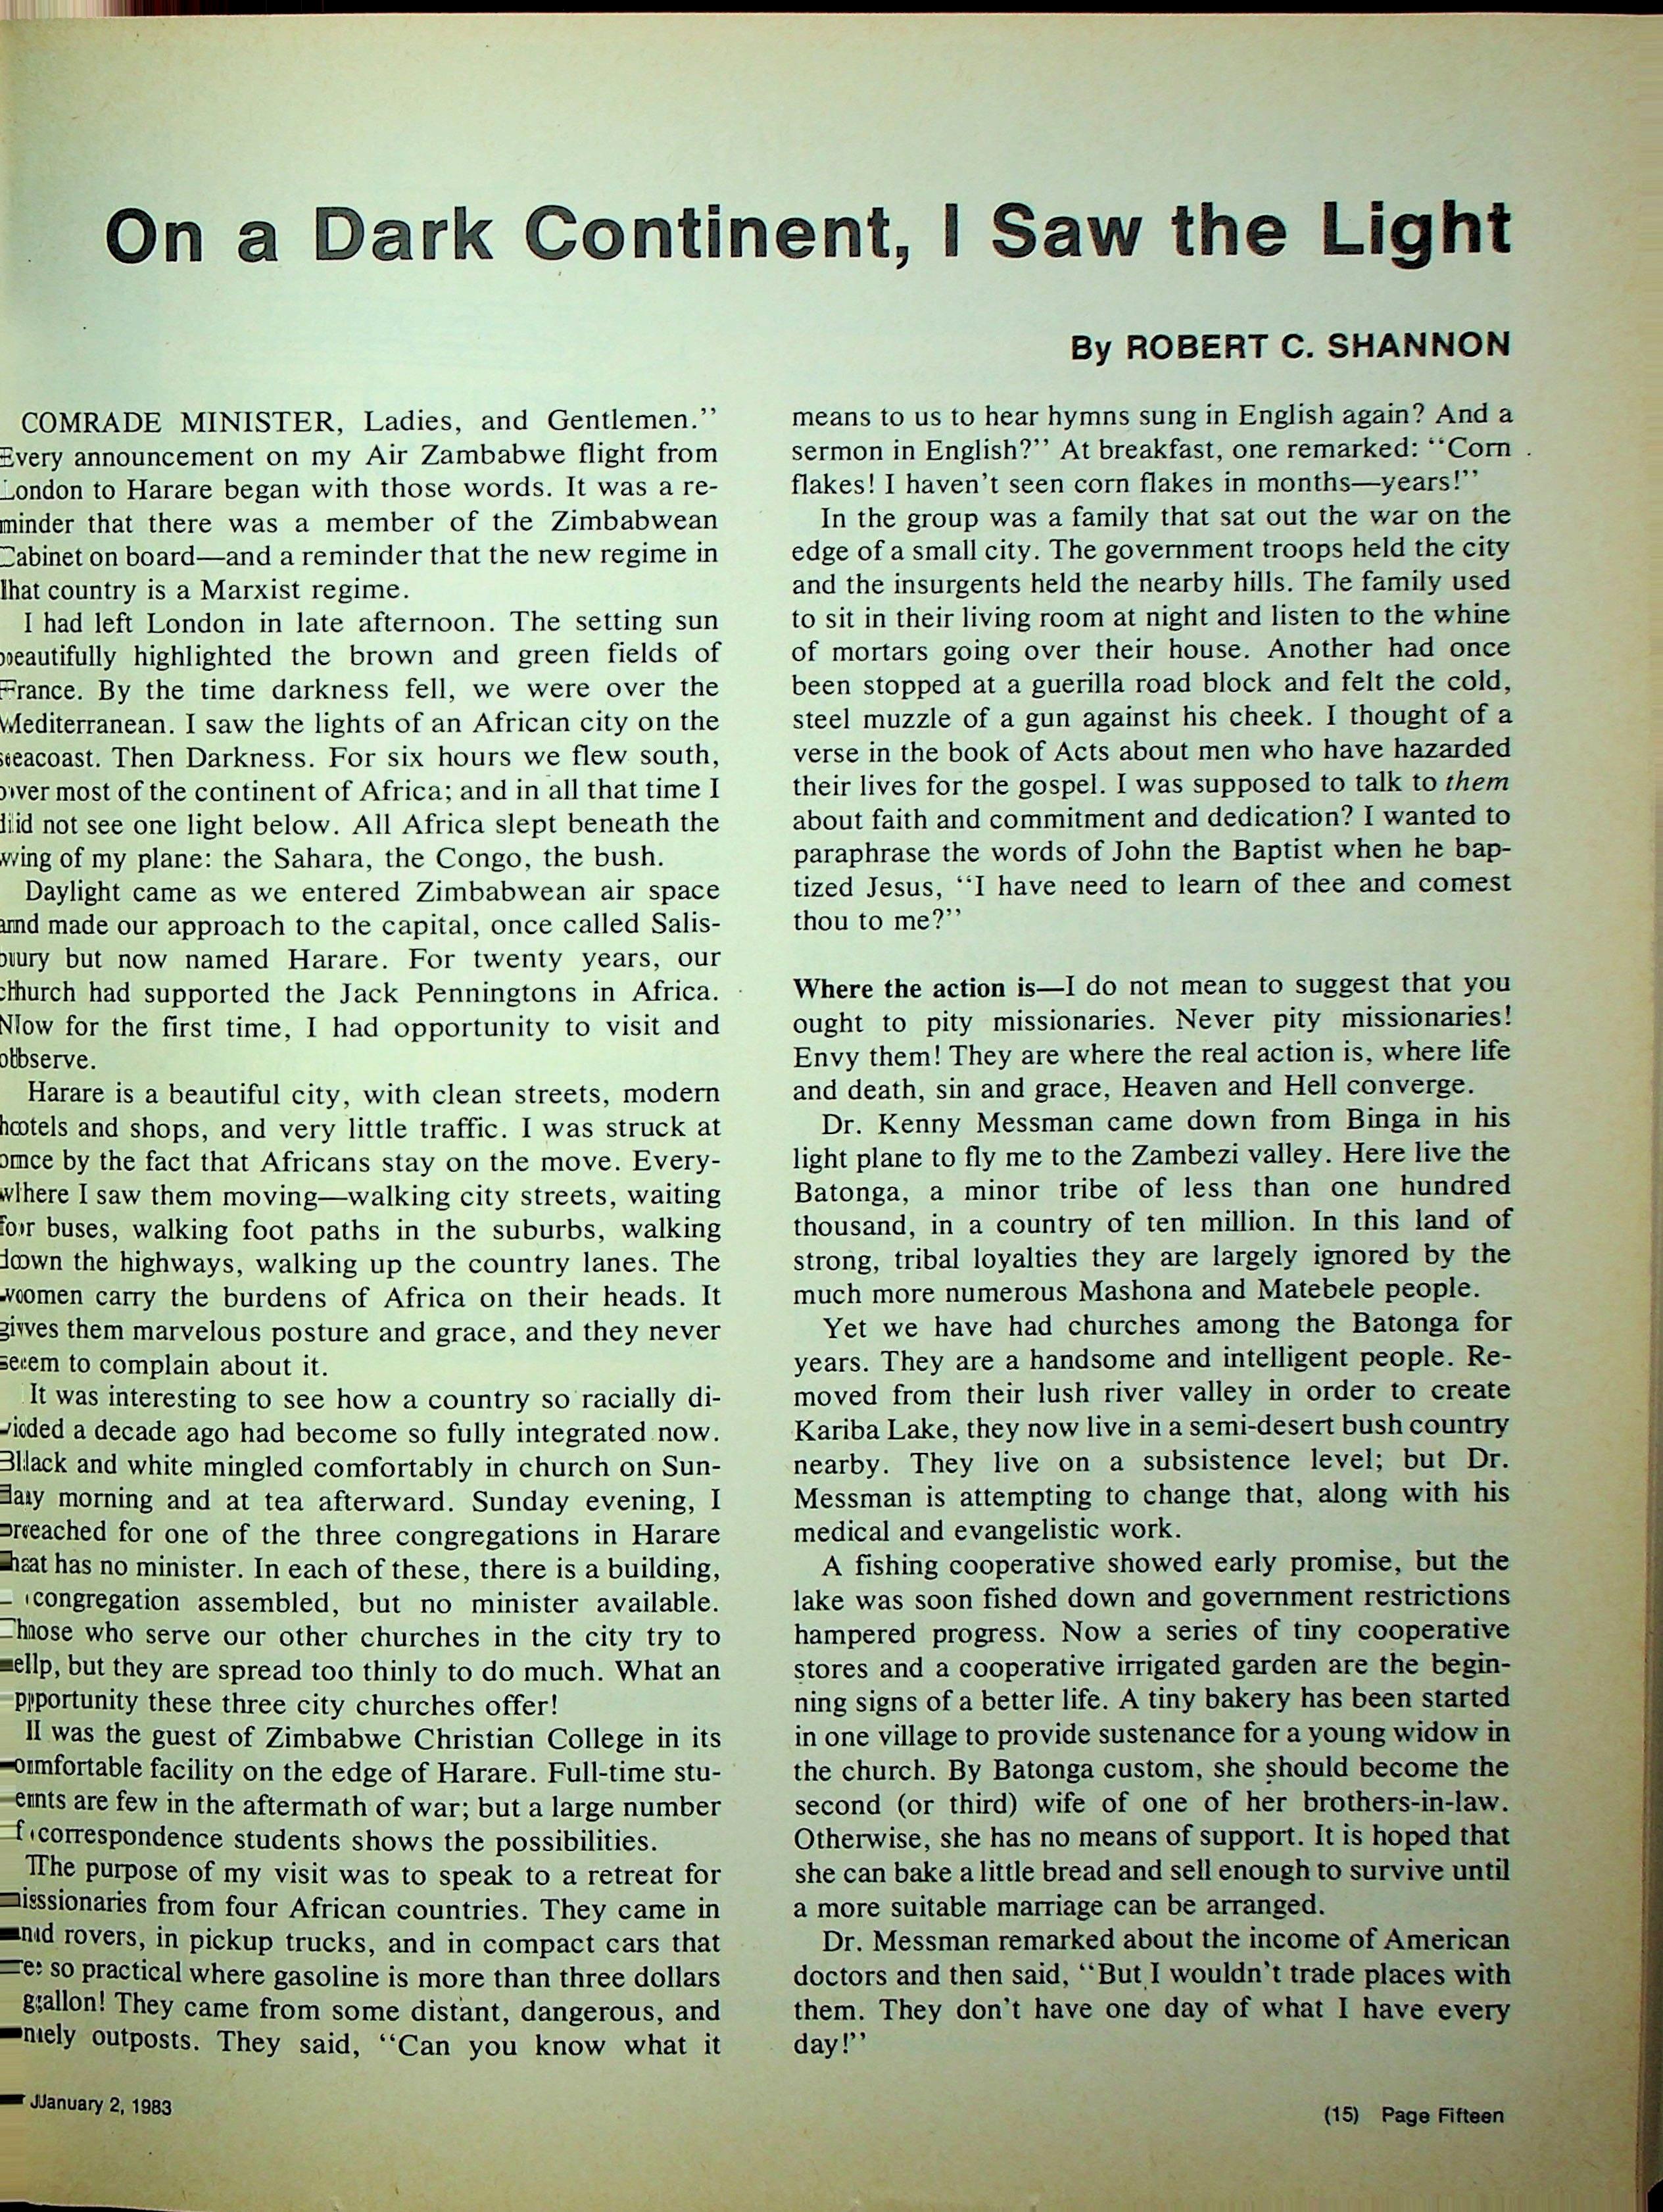 On a Dark Continent, I Saw the Light
By ROBERT C. SHANNON
COMRADE MINISTER, Ladies, and Gentlemen.”
Every announcement on my Air Zambabwe flight from
London to Harare began with those words. It was a re-
minder that there was a member of the Zimbabwean
Cabinet on board—and a reminder that the new regime in
that country is a Marxist regime.
I had left London in late afternoon. The setting sun
beautifully highlighted the brown and green fields of
France. By the time darkness fell, we were over the
Mediterranean. I saw the lights of an African city on the
seacoast. Then Darkness. For six hours we flew south,
over most of the continent of Africa; and in all that time I
did not see one light below. All Africa slept beneath the
wing of my plane: the Sahara, the Congo, the bush.
Daylight came as we entered Zimbabwean air space
and made our approach to the capital, once called Salis-
bury but now named Harare. For twenty years, our
church had supported the Jack Penningtons in Africa.
Now for the first time, I had opportunity to visit and
observe.
Harare is a beautiful city, with clean streets, modern
hotels and shops, and very little traffic. I was struck at
once by the fact that Africans stay on the move. Every-
where I saw them moving—walking city streets, waiting
for buses, walking foot paths in the suburbs, walking
down the highways, walking up the country lanes. The
women carry the burdens of Africa on their heads. It
gives them marvelous posture and grace, and they never
seem to complain about it.
It was interesting to see how a country so racially di-
vided a decade ago had become so fully integrated now.
Black and white mingled comfortably in church on Sun-
day morning and at tea afterward. Sunday evening, I
preached for one of the three congregations in Harare
that has no minister. In each of these, there is a building,
congregation assembled, but no minister available.
Those who serve our other churches in the city try to
help, but they are spread too thinly to do much. What an
opportunity these three city churches offer!
I was the guest of Zimbabwe Christian College in its
comfortable facility on the edge of Harare. Full-time stu-
dents are few in the aftermath of war; but a large number
of correspondence students shows the possibilities.
The purpose of my visit was to speak to a retreat for
missionaries from four African countries. They came in
land rovers, in pickup trucks, and in compact cars that
are so practical where gasoline is more than three dollars
gallon! They came from some distant, dangerous, and
lonely outposts. They said, “Can you know what it
means to us to hear hymns sung in English again? And a
sermon in English?” At breakfast, one remarked: “Corn
flakes! I haven’t seen corn flakes in months—years!”
In the group was a family that sat out the war on the
edge of a small city. The government troops held the city
and the insurgents held the nearby hills. The family used
to sit in their living room at night and listen to the whine
of mortars going over their house. Another had once
been stopped at a guerilla road block and felt the cold,
steel muzzle of a gun against his cheek. I thought of a
verse in the book of Acts about men who have hazarded
their lives for the gospel. I was supposed to talk to them
about faith and commitment and dedication? I wanted to
paraphrase the words of John the Baptist when he bap-
tized Jesus, “I have need to learn of thee and comest
thou to me?”
Where the action is—I do not mean to suggest that you
ought to pity missionaries. Never pity missionaries!
Envy them! They are where the real action is, where life
and death, sin and grace, Heaven and Hell converge.
Dr. Kenny Messman came down from Binga in his
light plane to fly me to the Zambezi valley. Here live the
Batonga, a minor tribe of less than one hundred
thousand, in a country of ten million. In this land of
strong, tribal loyalties they are largely ignored by the
much more numerous Mashona and Matebele people.
Yet we have had churches among the Batonga for
years. They are a handsome and intelligent people. Re-
moved from their lush river valley in order to create
Kariba Lake, they now live in a semi-desert bush country
nearby. They live on a subsistence level; but Dr.
Messman is attempting to change that, along with his
medical and evangelistic work.
A fishing cooperative showed early promise, but the
lake was soon fished down and government restrictions
hampered progress. Now a series of tiny cooperative
stores and a cooperative irrigated garden are the begin-
ning signs of a better life. A tiny bakery has been started
in one village to provide sustenance for a young widow in
the church. By Batonga custom, she should become the
second (or third) wife of one of her brothers-in-law.
Otherwise, she has no means of support. It is hoped that
she can bake a little bread and sell enough to survive until
a more suitable marriage can be arranged.
Dr. Messman remarked about the income of American
doctors and then said, “But I wouldn’t trade places with
them. They don’t have one day of what I have every
day!”
January 2, 1983
(15) Page Fifteen